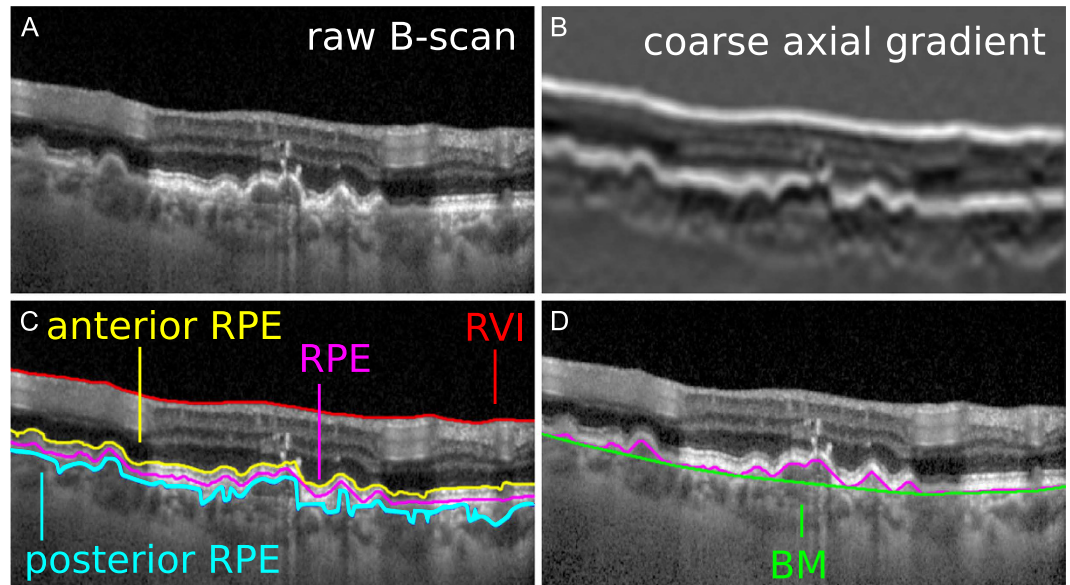 A
raw B-scan
B
coarse axial gradient
C
anterior RPE
RPE
RVI
posterior RPE
D
BM